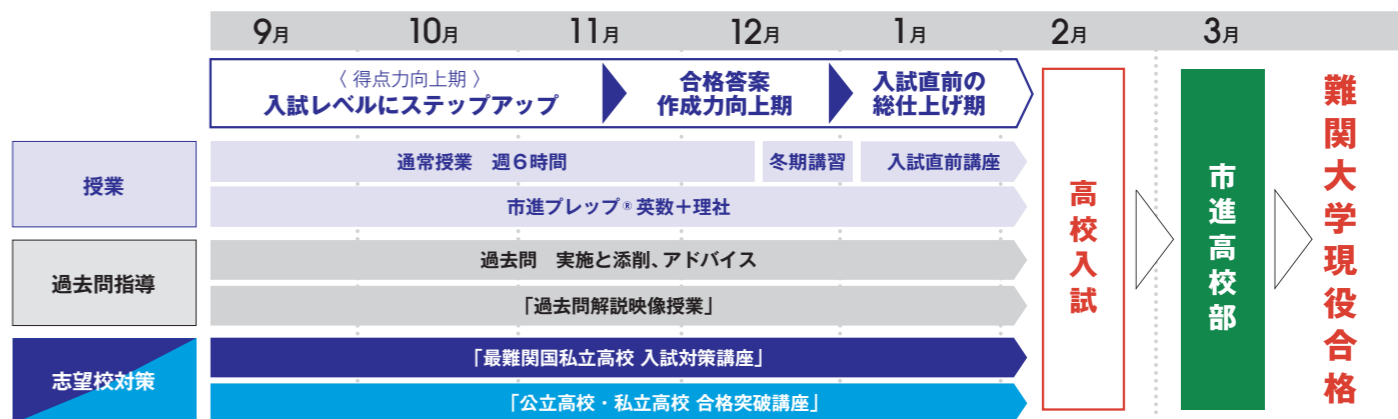 9月 10月 11月 12月 1月 2月 3月
〈 得点力向上期 〉
入試レベルにステップアップ
合格答案
作成力向上期
入試直前の
総仕上げ期
授業
通常授業 週6時間
冬期講習
入試直前講座
市進プレップ®英数＋理社
過去問指導
過去問 実施と添削、アドバイス
「過去問解説映像授業」
志望校対策
「最難関国私立高校 入試対策講座」
「公立高校・私立高校 合格突破講座」
高校入試
市進高校部
難関大学現役合格